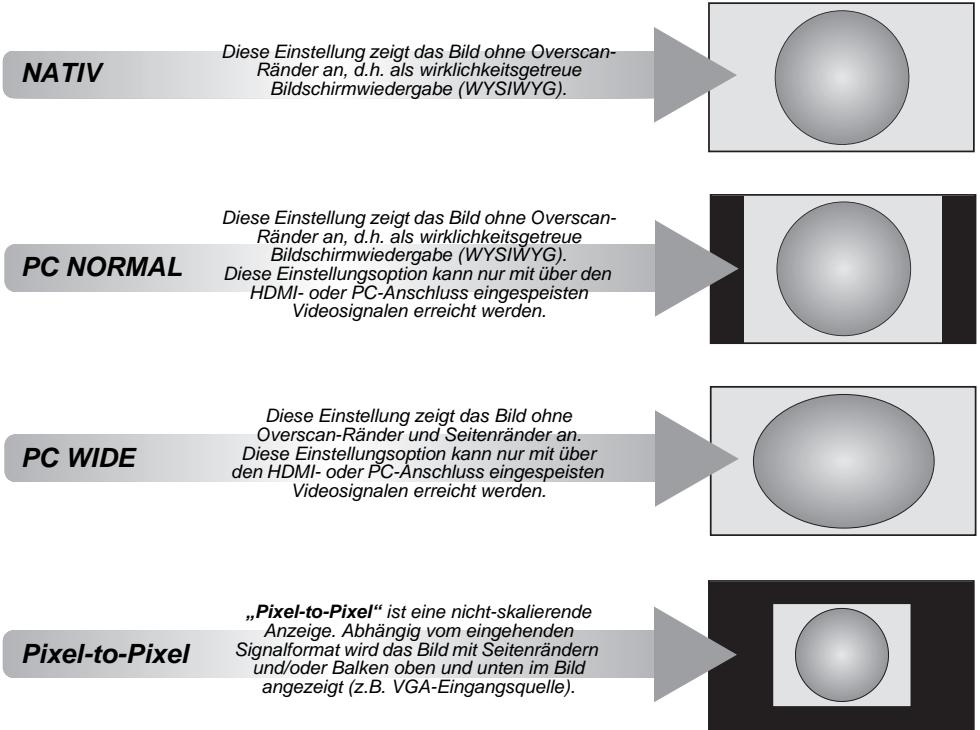 NATIV
Diese Einstellung zeigt das Bild ohne Overscan-
Ränder an, d.h. als wirklichkeitsgetreue
Bildschirmwiedergabe (WYSIWYG).
PC NORMAL
Diese Einstellung zeigt das Bild ohne Overscan-
Ränder an, d.h. als wirklichkeitsgetreue
Bildschirmwiedergabe (WYSIWYG).
Diese Einstellungsoption kann nur mit über den
HDMI- oder PC-Anschluss eingespeisten
Videosignalen erreicht werden.
PC WIDE
Diese Einstellung zeigt das Bild ohne
Overscan-Ränder und Seitenränder an.
Diese Einstellungsoption kann nur mit über
den HDMI- oder PC-Anschluss eingespeisten
Videosignalen erreicht werden.
Pixel-to-Pixel
„Pixel-to-Pixel“ ist eine nicht-skalierende
Anzeige. Abhängig vom eingehenden
Signalformat wird das Bild mit Seitenrändern
und/oder Balken oben und unten im Bild
angezeigt (z.B. VGA-Eingangsquelle).